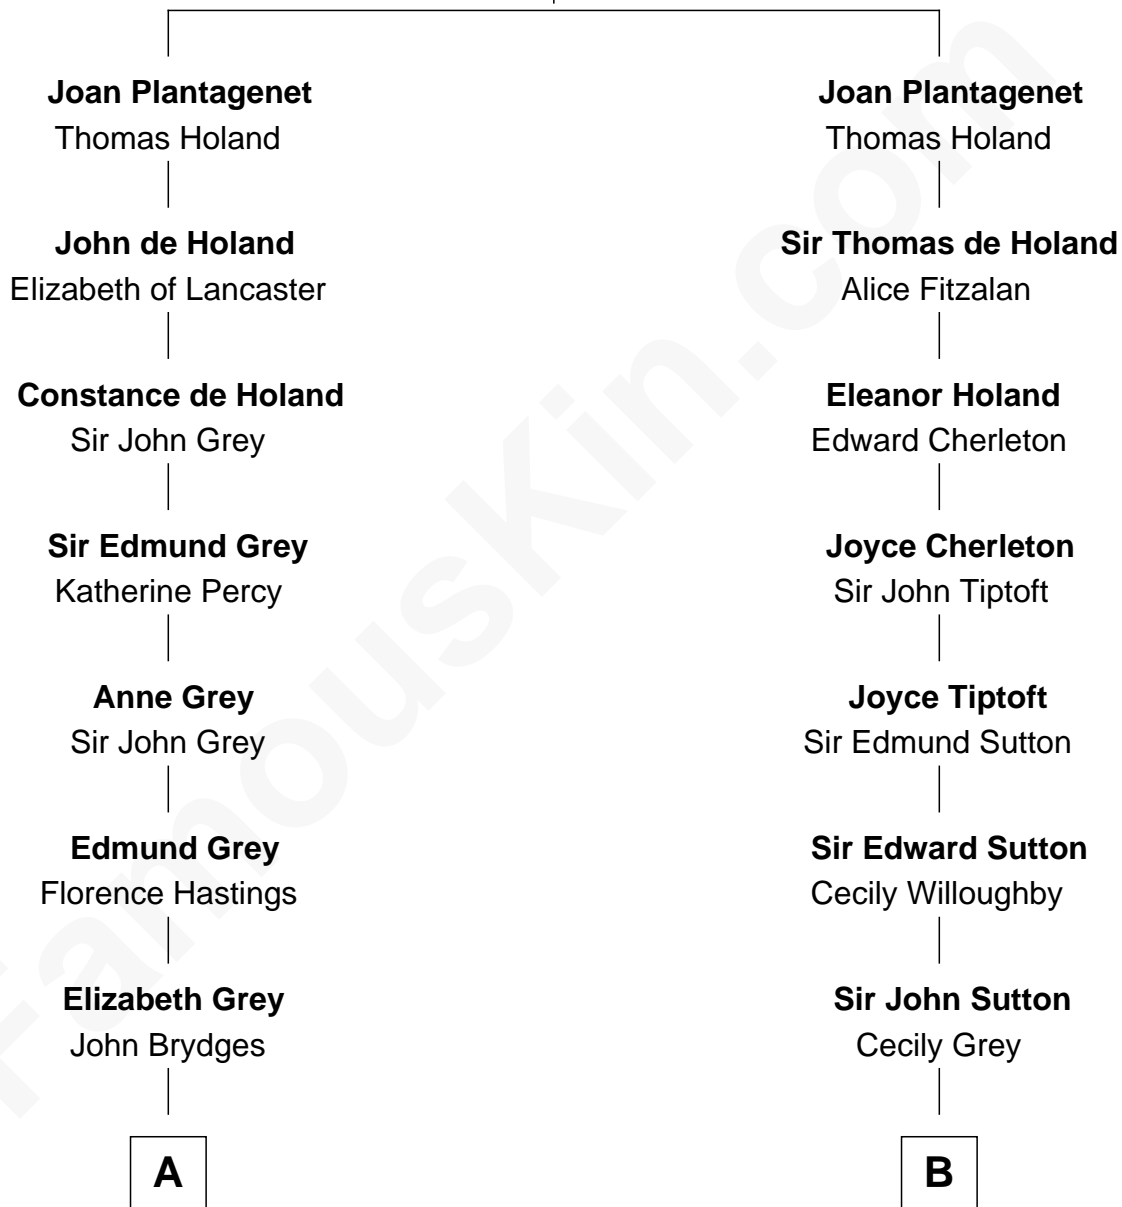 Joan Plantagenet
Thomas Holand
John de Holand
Elizabeth of Lancaster
Constance de Holand
Sir John Grey
Sir Edmund Grey
Katherine Percy
Anne Grey
Sir John Grey
Edmund Grey
Florence Hastings
Elizabeth Grey
John Brydges
A
Joan Plantagenet
Thomas Holand
Sir Thomas de Holand
Alice Fitzalan
Eleanor Holand
Edward Cherleton
Joyce Cherleton
Sir John Tiptoft
Joyce Tiptoft
Sir Edmund Sutton
Sir Edward Sutton
Cecily Willoughby
Sir John Sutton
Cecily Grey
B
FamousKin.com